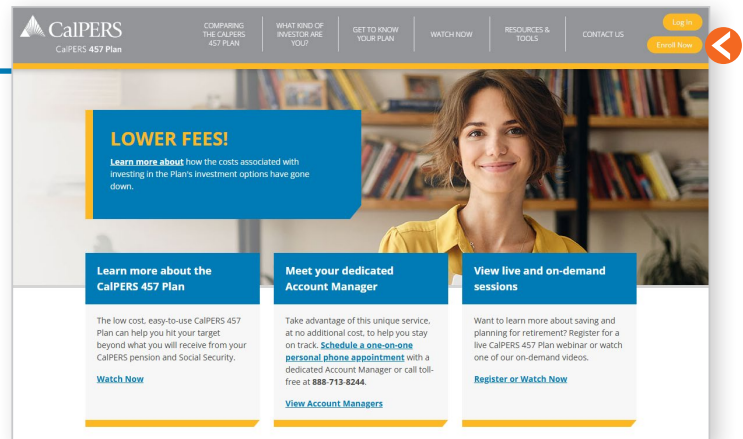 CalPERS
CalPERS 457 Plan
COMPARING
THE CALPERS
457 PLAN
WHAT KIND OF
INVESTOR ARE
YOU?
GET TO KNOW
YOUR PLAN
WATCH NOW
RESOURCES &
TOOLS
CONTACT US
Log In
Enroll Now
LOWER FEES!
Learn more about how the costs associated with
investing in the Plan's investment options have gone
down.
Learn more about the
CalPERS 457 Plan
The low cost, easy-to-use CalPERS 457
Plan can help you hit your target
beyond what you will receive from your
CalPERS pension and Social Security.
Watch Now
Meet your dedicated
Account Manager
Take advantage of this unique service,
at no additional cost, to help you stay
on track. Schedule a one-on-one
personal phone appointment with a
dedicated Account Manager or call toll-
free at 888-713-8244.
View Account Managers
View live and on-demand
sessions
Want to learn more about saving and
planning for retirement? Register for a
live CalPERS 457 Plan webinar or watch
one of our on-demand videos.
Register or Watch Now